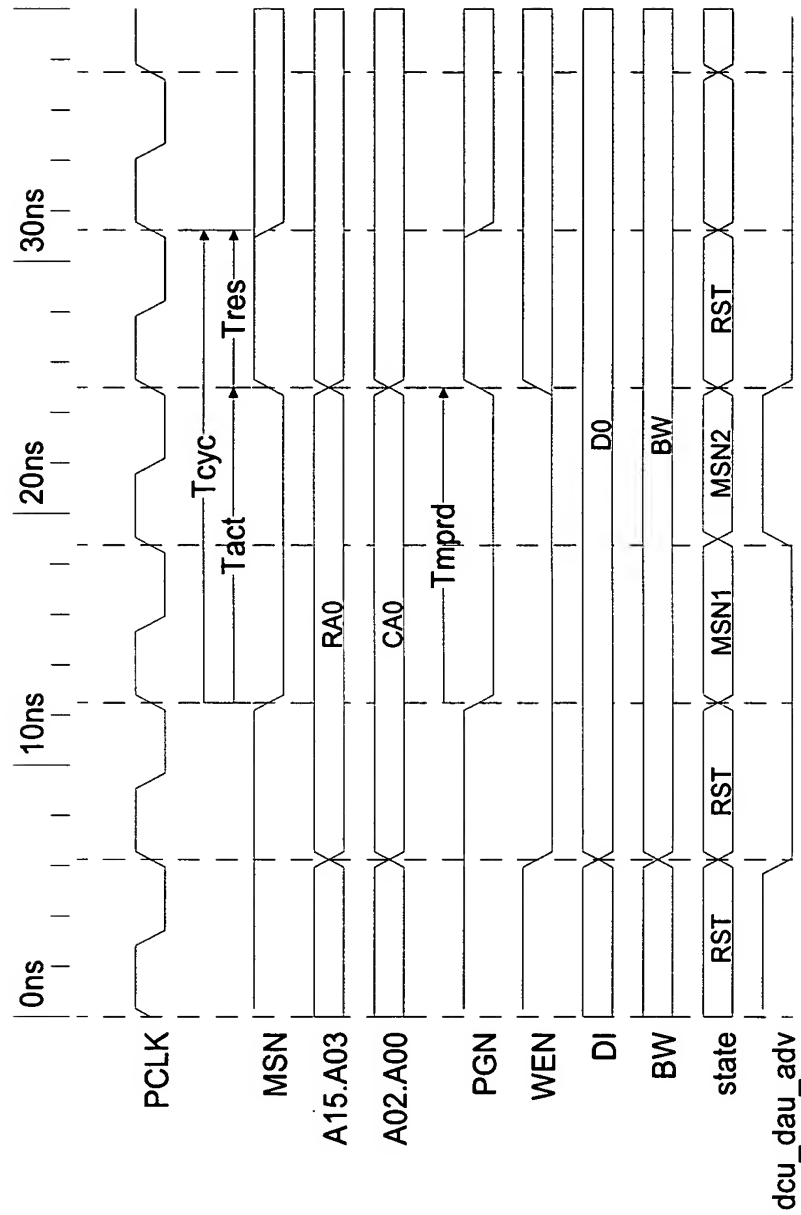 0ns 10ns 20ns 30ns
PCLK
Tcyc
Tact Tres
MSN
A15.A03 RA0
A02.A00 CA0
Tmprd
PGN
WEN
DI D0
BW BW
state RST RST MSN1 MSN2 RST
dcu_dau_adv